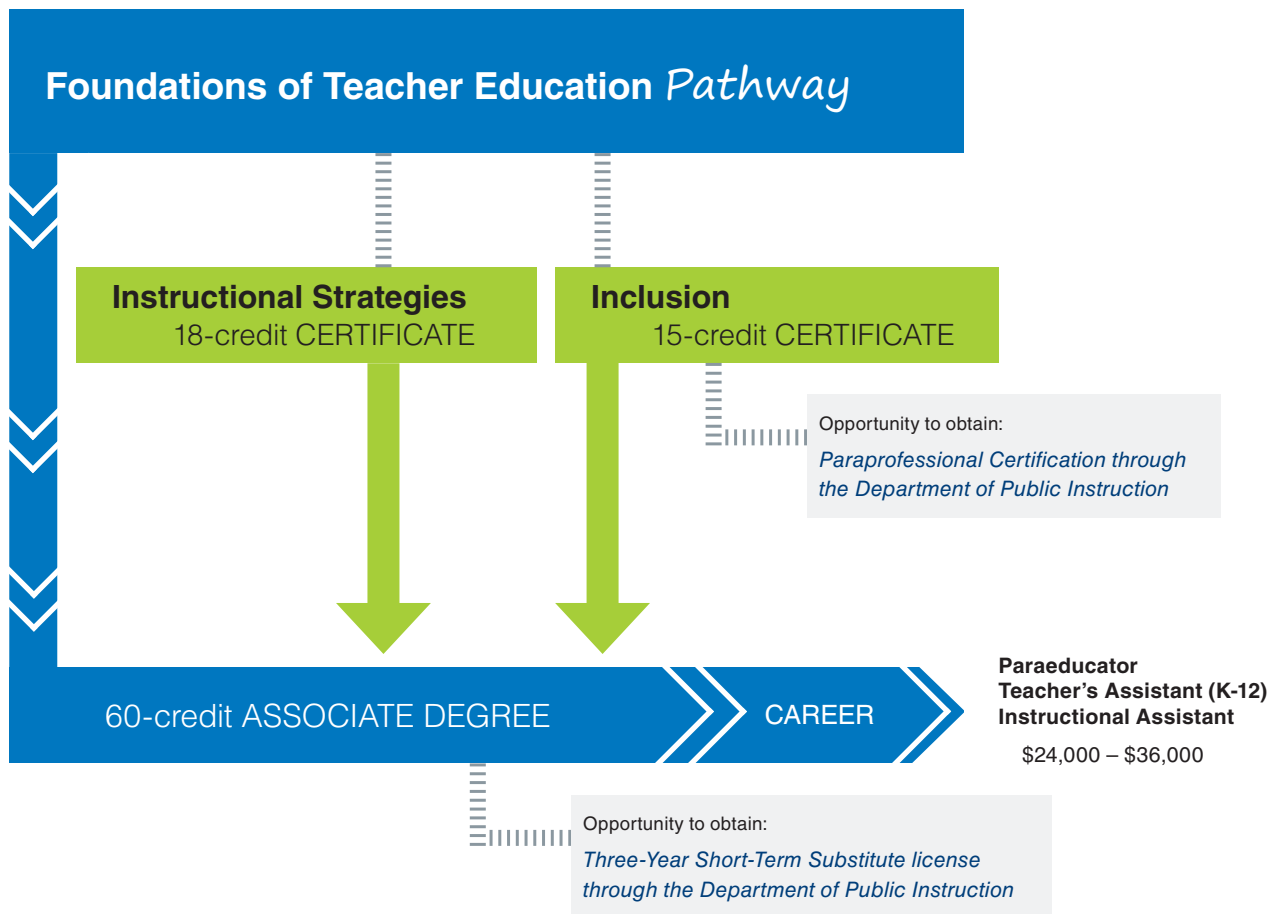 Foundations of Teacher Education Pathway
Instructional Strategies
18-credit CERTIFICATE
Inclusion
15-credit CERTIFICATE
Opportunity to obtain:
Paraprofessional Certification through
the Department of Public Instruction
60-credit ASSOCIATE DEGREE
CAREER
Paraeducator
Teacher's Assistant (K-12)
Instructional Assistant
$24,000 – $36,000
Opportunity to obtain:
Three-Year Short-Term Substitute license
through the Department of Public Instruction